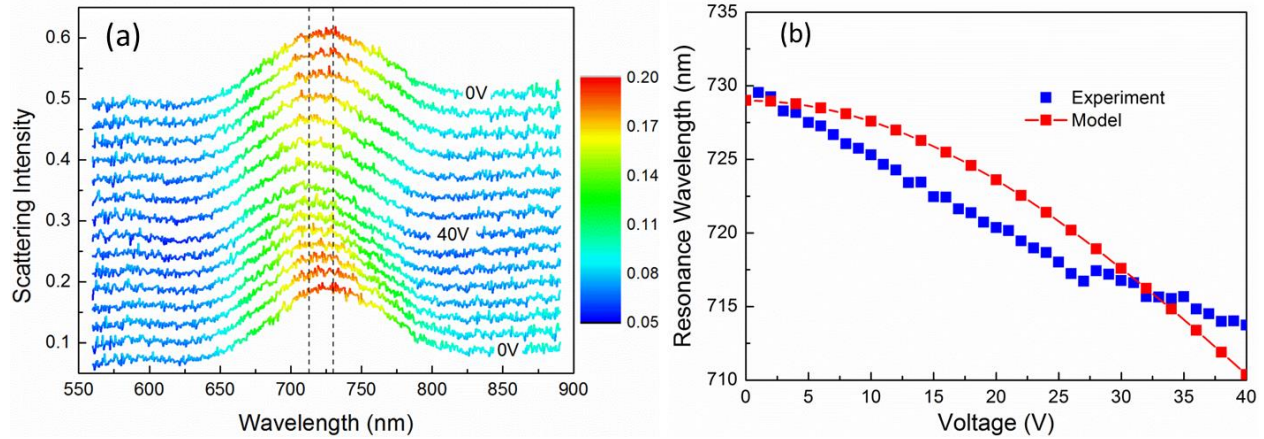 (a)
Scattering Intensity
0.6
0.5
0.4
0.3
0.2
0.1
0V
40V
0V
0.20
0.17
0.14
0.11
0.08
0.05
550 600 650 700 750 800 850 900
Wavelength (nm)
(b)
Resonance Wavelength (nm)
735
730
725
720
715
710
Experiment
Model
0 5 10 15 20 25 30 35 40
Voltage (V)